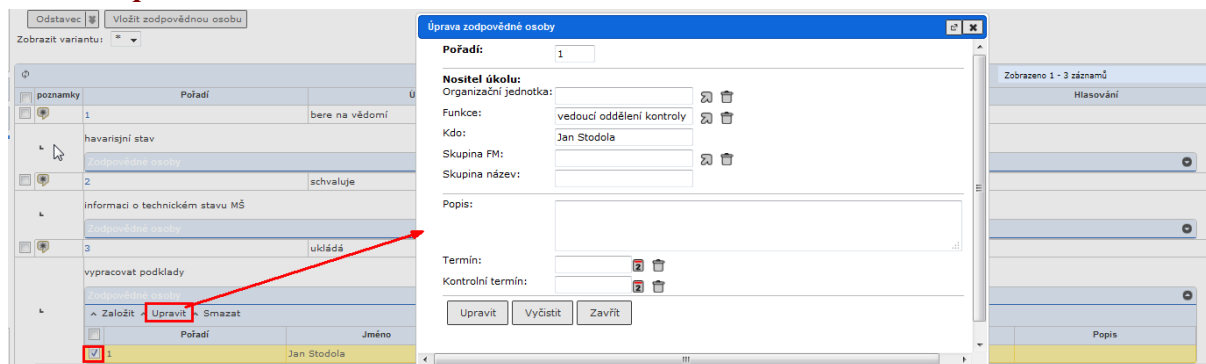 Odstavec Vložit zodpovědnou osobu
Zobrazit variantu: *
Zobrazeno 1 - 3 záznamů
poznamky Pořadí Hlasování
1 bere na vědomí
havarisjní stav
Zodpovědné osoby
2 schvaluje
informaci o technickém stavu MŠ
Zodpovědné osoby
3 ukládá
vypracovat podklady
Zodpovědné osoby
Založit Upravit Smazat
Pořadí Jméno Popis
1 Jan Stodola
Úprava zodpovědné osoby
Pořadí: 1
Nositel úkolu:
Organizační jednotka:
Funkce: vedoucí oddělení kontroly
Kdo: Jan Stodola
Skupina FM:
Skupina název:
Popis:
Termín:
Kontrolní termín:
Upravit Vyčistit Zavřít